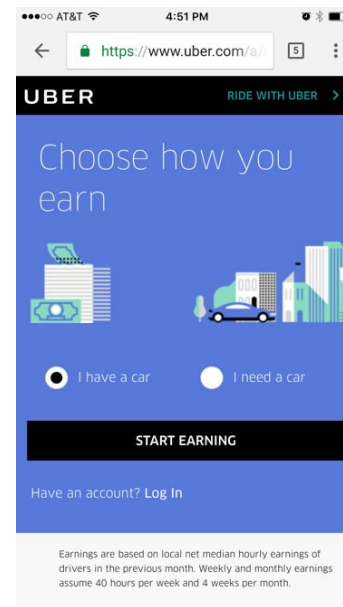 AT&T 4:51 PM
https://www.uber.com/a/ 5
UBER RIDE WITH UBER >
Choose how you
earn
I have a car I need a car
START EARNING
Have an account? Log In
Earnings are based on local net median hourly earnings of
drivers in the previous month. Weekly and monthly earnings
assume 40 hours per week and 4 weeks per month.